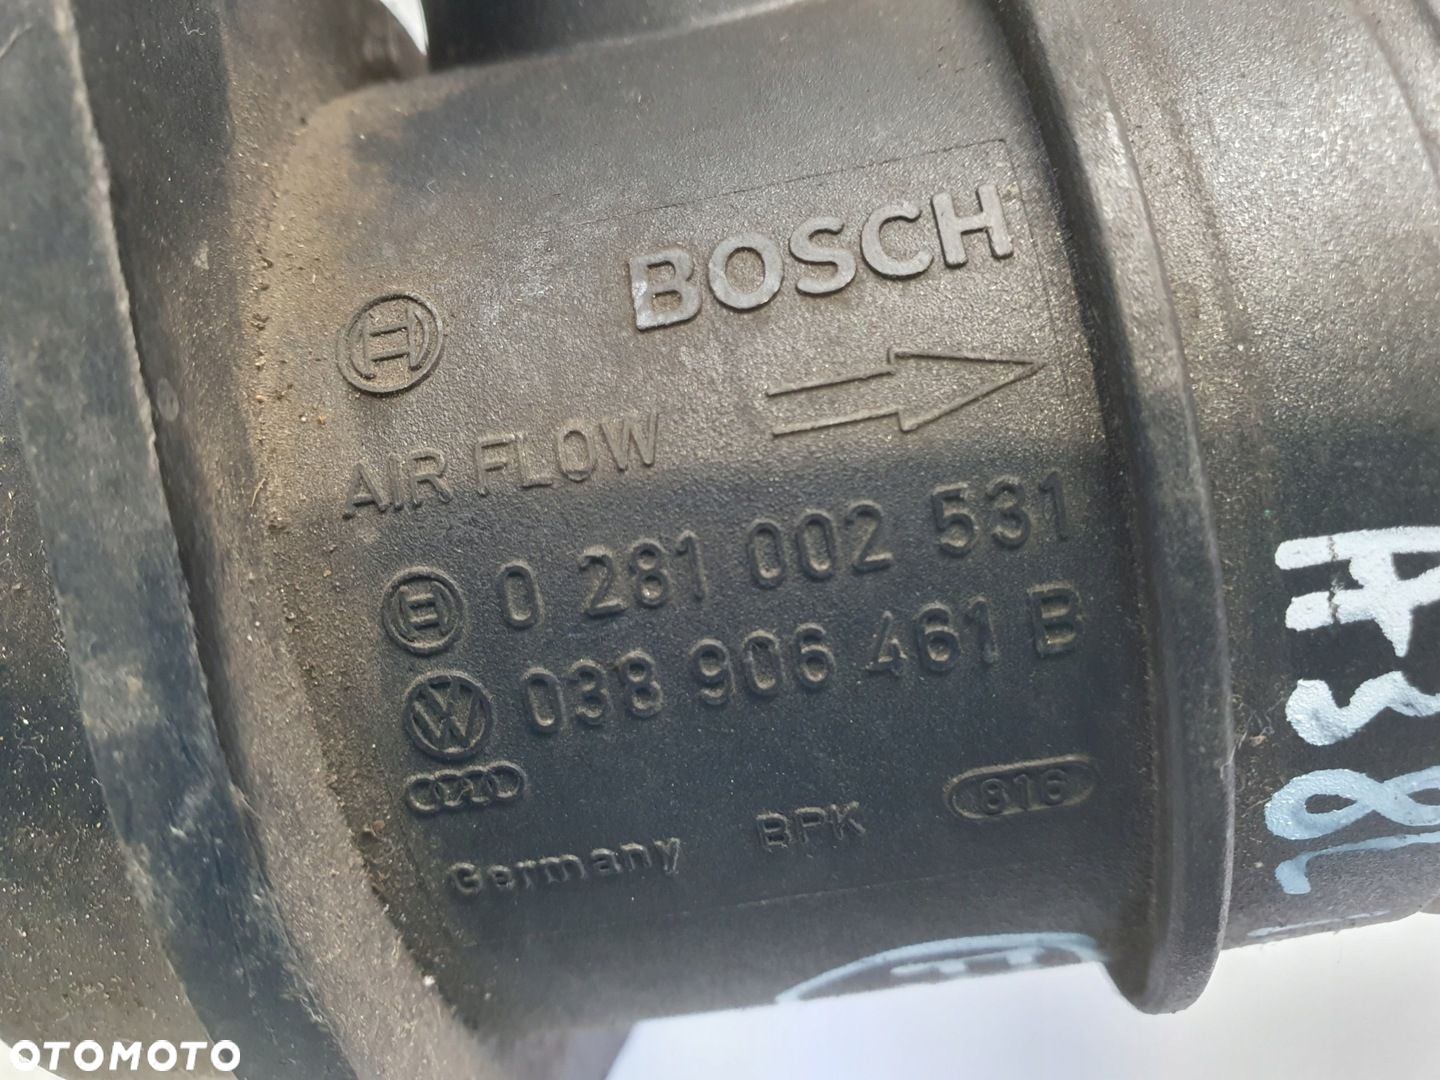 BOSCH
AIR FLOW
0 281 002 531
038 906 461 B
Germany BPK 816
OTOMOTO